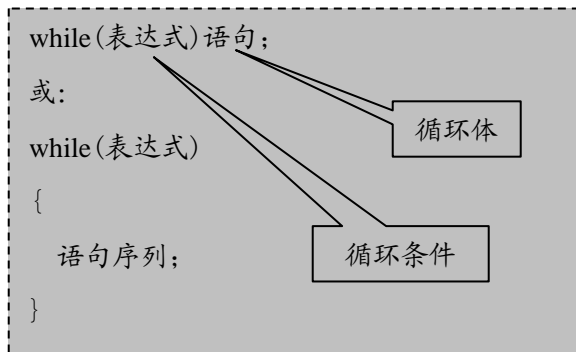 while(表达式)语句;
或:
while(表达式)
{
语句序列;
}
循环体
循环条件